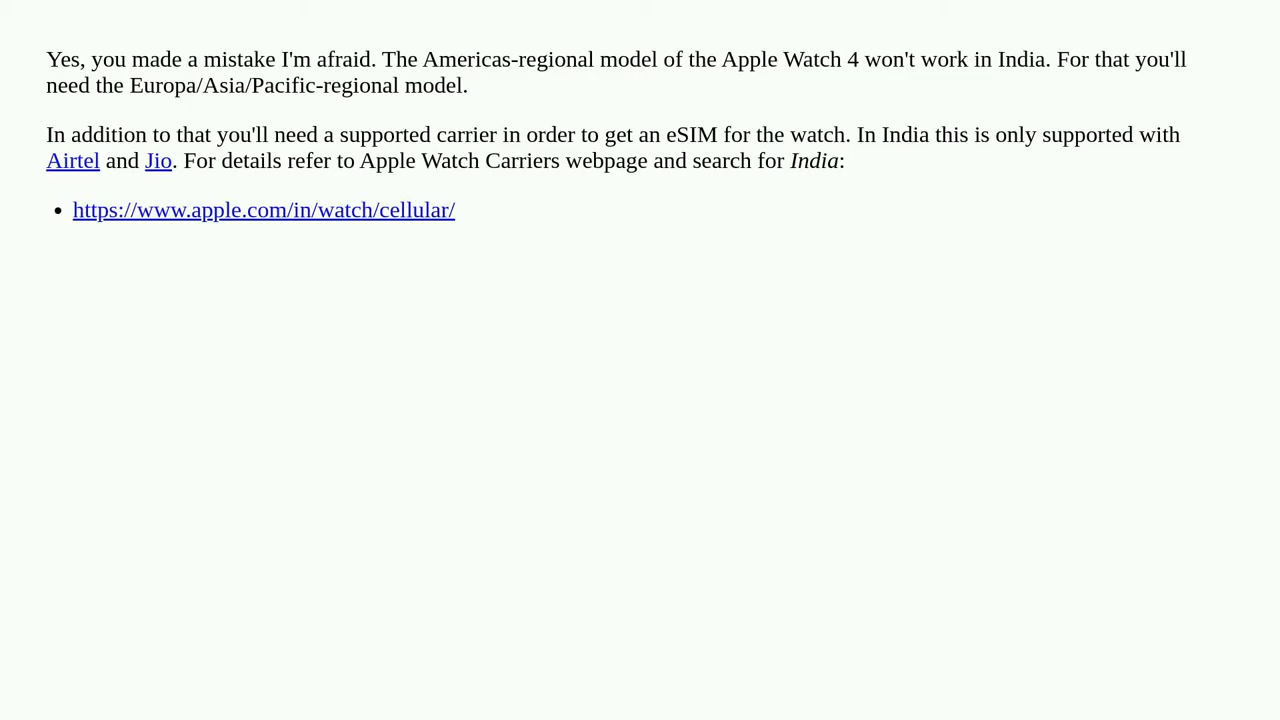 Yes, you made a mistake I'm afraid. The Americas-regional model of the Apple Watch 4 won't work in India. For that you'll
need the Europa/Asia/Pacific-regional model.
In addition to that you'll need a supported carrier in order to get an eSIM for the watch. In India this is only supported with
Airtel and Jio. For details refer to Apple Watch Carriers webpage and search for India:
• https://www.apple.com/in/watch/cellular/